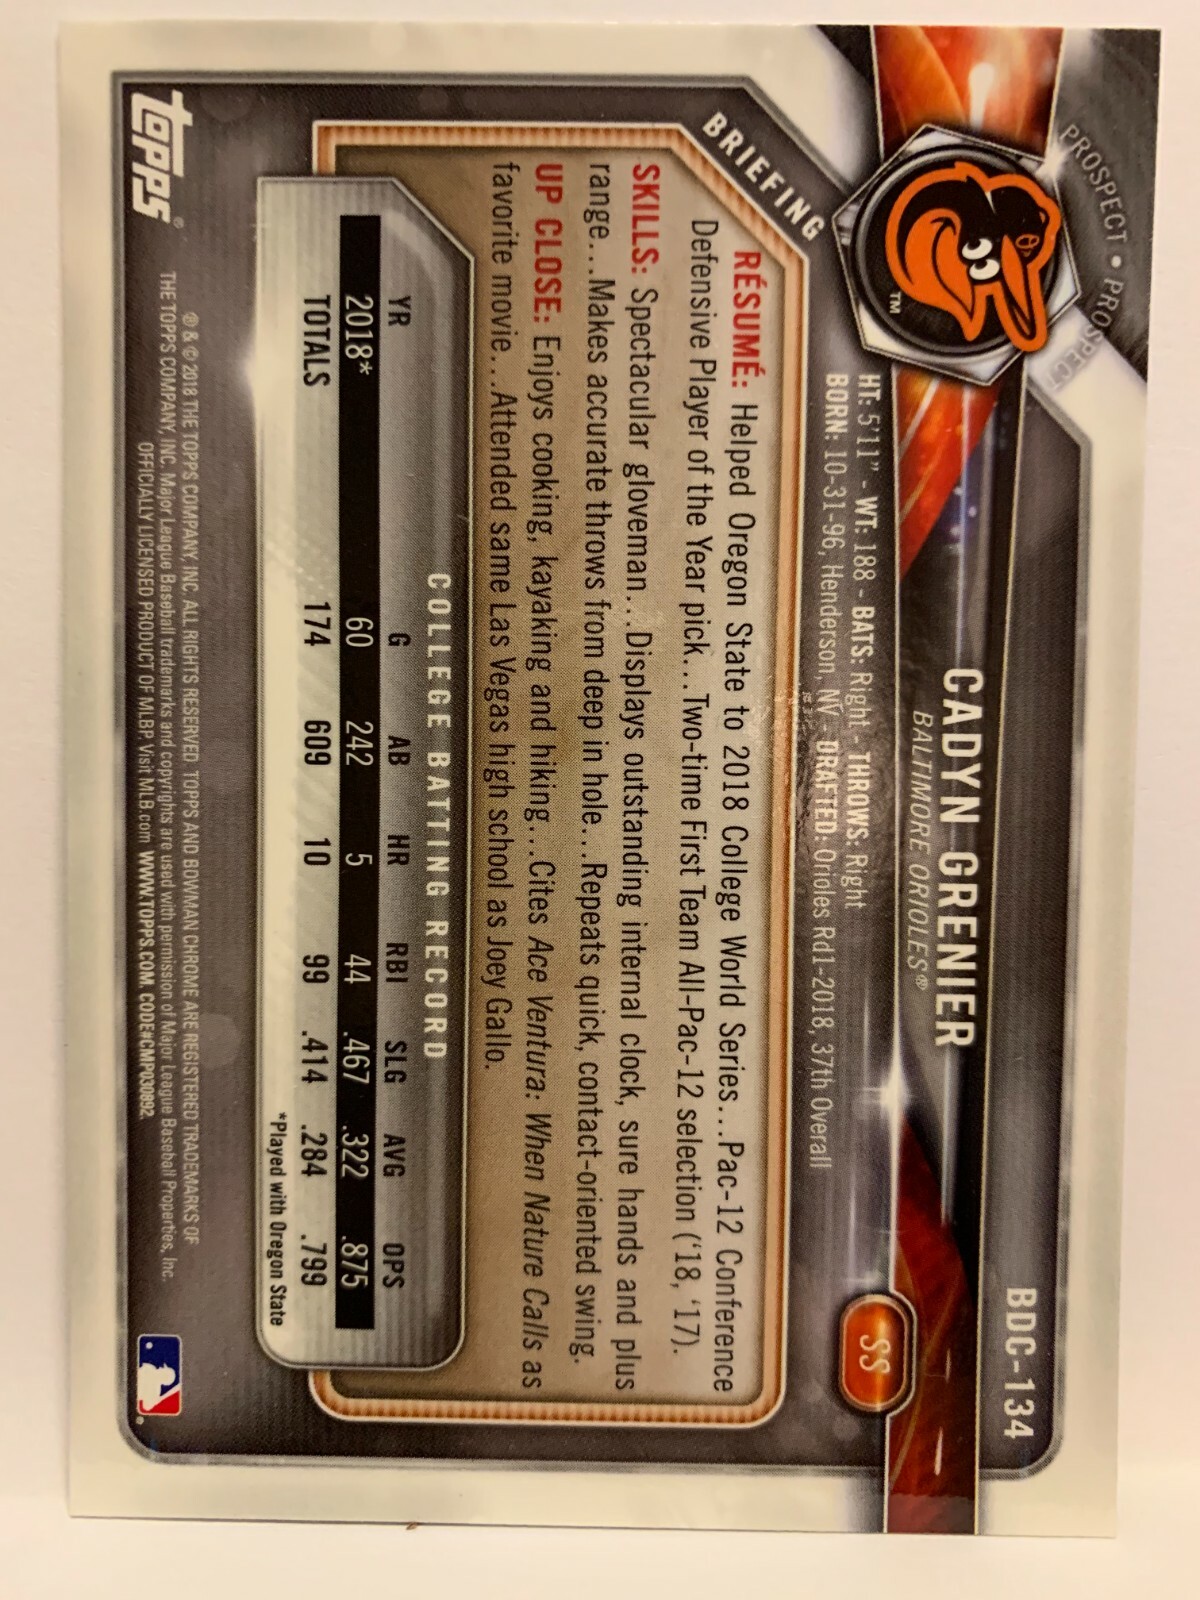 BDC-134
PROSPECT • PROSPECT
CADYN GRENIER
BALTIMORE ORIOLES®
TM
SS
HT: 5'11" - WT: 188 - BATS: Right - THROWS: Right
BORN: 10-31-96, Henderson, NV - DRAFTED: Orioles Rd1-2018, 37th Overall
BRIEFING
RÉSUMÉ: Helped Oregon State to 2018 College World Series...Pac-12 Conference
Defensive Player of the Year pick...Two-time First Team All-Pac-12 selection ('18, '17).
SKILLS: Spectacular gloveman...Displays outstanding internal clock, sure hands and plus
range...Makes accurate throws from deep in hole...Repeats quick, contact-oriented swing.
UP CLOSE: Enjoys cooking, kayaking and hiking...Cites Ace Ventura: When Nature Calls as
favorite movie...Attended same Las Vegas high school as Joey Gallo.
COLLEGE BATTING RECORD
YR G AB HR RBI SLG AVG OPS
2018* 60 242 5 44 .467 .322 .875
TOTALS 174 609 10 99 .414 .284 .799
*Played with Oregon State
topps®
® & © 2018 THE TOPPS COMPANY, INC. ALL RIGHTS RESERVED. TOPPS AND BOWMAN CHROME ARE REGISTERED TRADEMARKS OF
THE TOPPS COMPANY, INC. Major League Baseball trademarks and copyrights are used with permission of Major League Baseball Properties, Inc.
OFFICIALLY LICENSED PRODUCT OF MLBP Visit MLB.com WWW.TOPPS.COM. CODE#CMP030892.